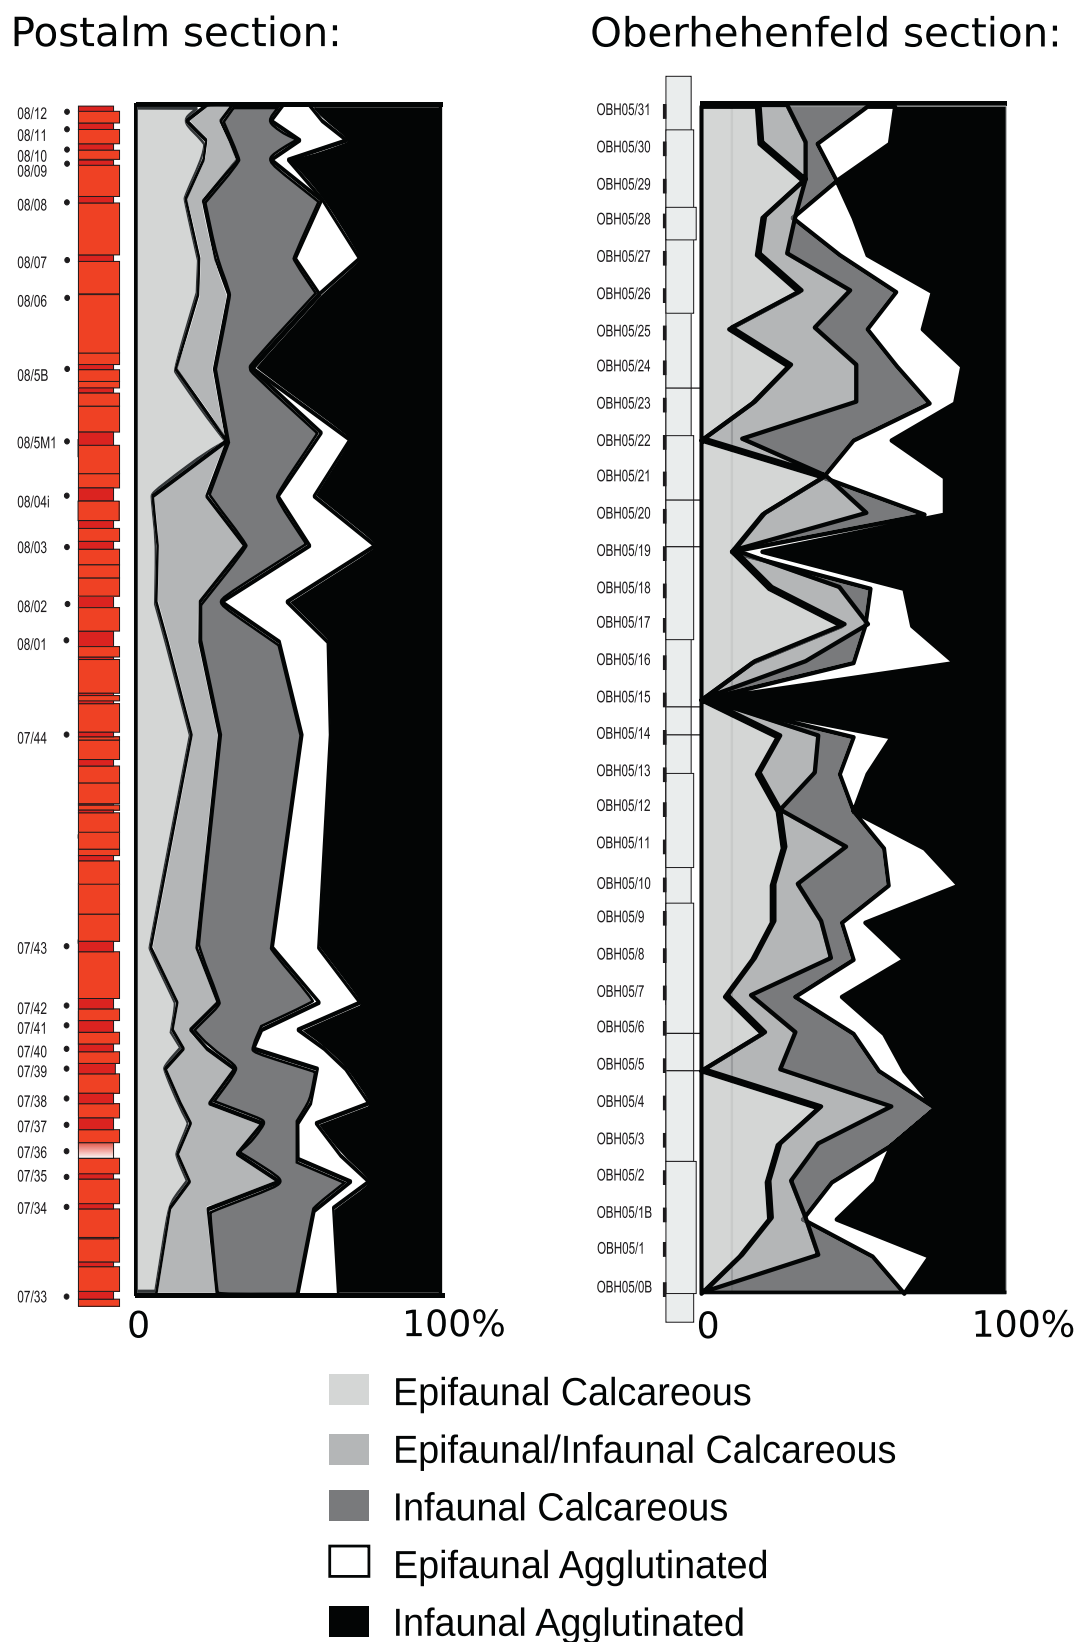 Postalm section:
Oberhehenfeld section:
08/12
08/11
08/10
08/09
08/08
08/07
08/06
08/5B
08/5M1
08/04i
08/03
08/02
08/01
07/44
07/43
07/42
07/41
07/40
07/39
07/38
07/37
07/36
07/35
07/34
07/33
0
100%
OBH05/31
OBH05/30
OBH05/29
OBH05/28
OBH05/27
OBH05/26
OBH05/25
OBH05/24
OBH05/23
OBH05/22
OBH05/21
OBH05/20
OBH05/19
OBH05/18
OBH05/17
OBH05/16
OBH05/15
OBH05/14
OBH05/13
OBH05/12
OBH05/11
OBH05/10
OBH05/9
OBH05/8
OBH05/7
OBH05/6
OBH05/5
OBH05/4
OBH05/3
OBH05/2
OBH05/1B
OBH05/1
OBH05/0B
0
100%
Epifaunal Calcareous
Epifaunal/Infaunal Calcareous
Infaunal Calcareous
Epifaunal Agglutinated
Infaunal Agglutinated